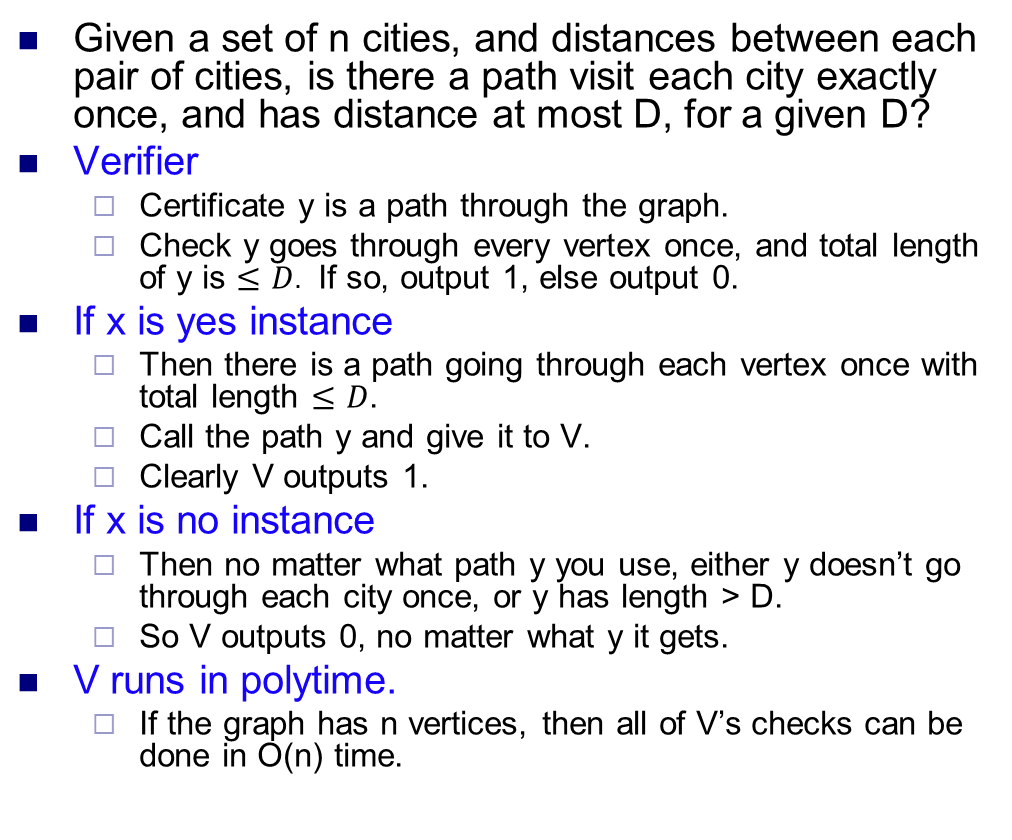 Given a set of n cities, and distances between each
pair of cities, is there a path visit each city exactly
once, and has distance at most D, for a given D?
Verifier
Certificate y is a path through the graph.
Check y goes through every vertex once, and total length
of y is ≤ D. If so, output 1, else output 0.
If x is yes instance
Then there is a path going through each vertex once with
total length ≤ D.
Call the path y and give it to V.
Clearly V outputs 1.
If x is no instance
Then no matter what path y you use, either y doesn’t go
through each city once, or y has length > D.
So V outputs 0, no matter what y it gets.
V runs in polytime.
If the graph has n vertices, then all of V’s checks can be
done in O(n) time.